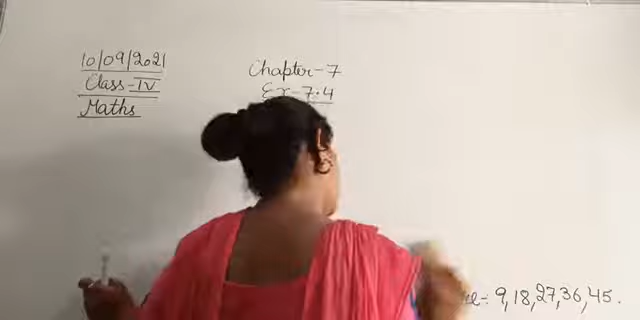 10/09/2021
Class-IV
Maths
Chapter-7
Ex-7.4
9,18,27,36,45.